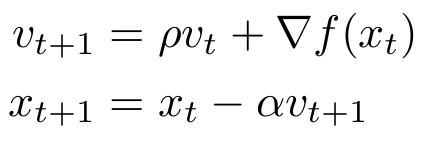 v_{t+1} = ρv_t + ∇f(x_t)
x_{t+1} = x_t − αv_{t+1}